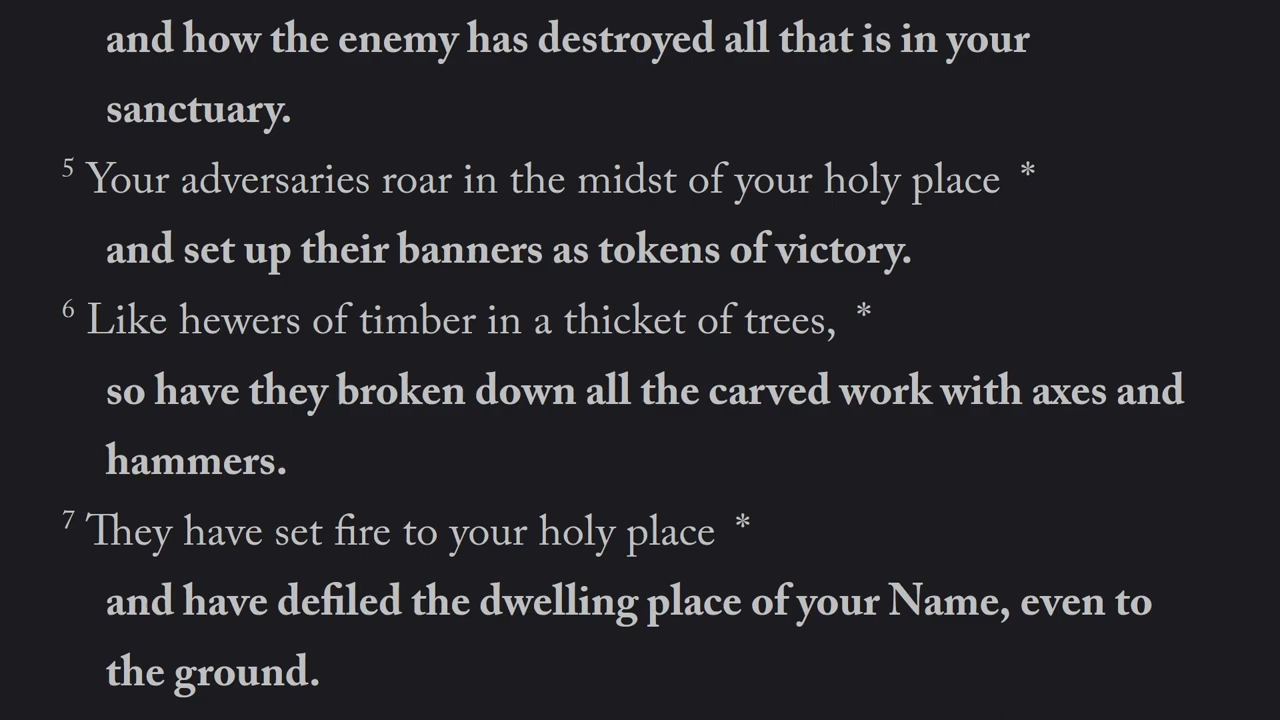 and how the enemy has destroyed all that is in your
sanctuary.
5 Your adversaries roar in the midst of your holy place *
and set up their banners as tokens of victory.
6 Like hewers of timber in a thicket of trees, *
so have they broken down all the carved work with axes and
hammers.
7 They have set fire to your holy place *
and have defiled the dwelling place of your Name, even to
the ground.